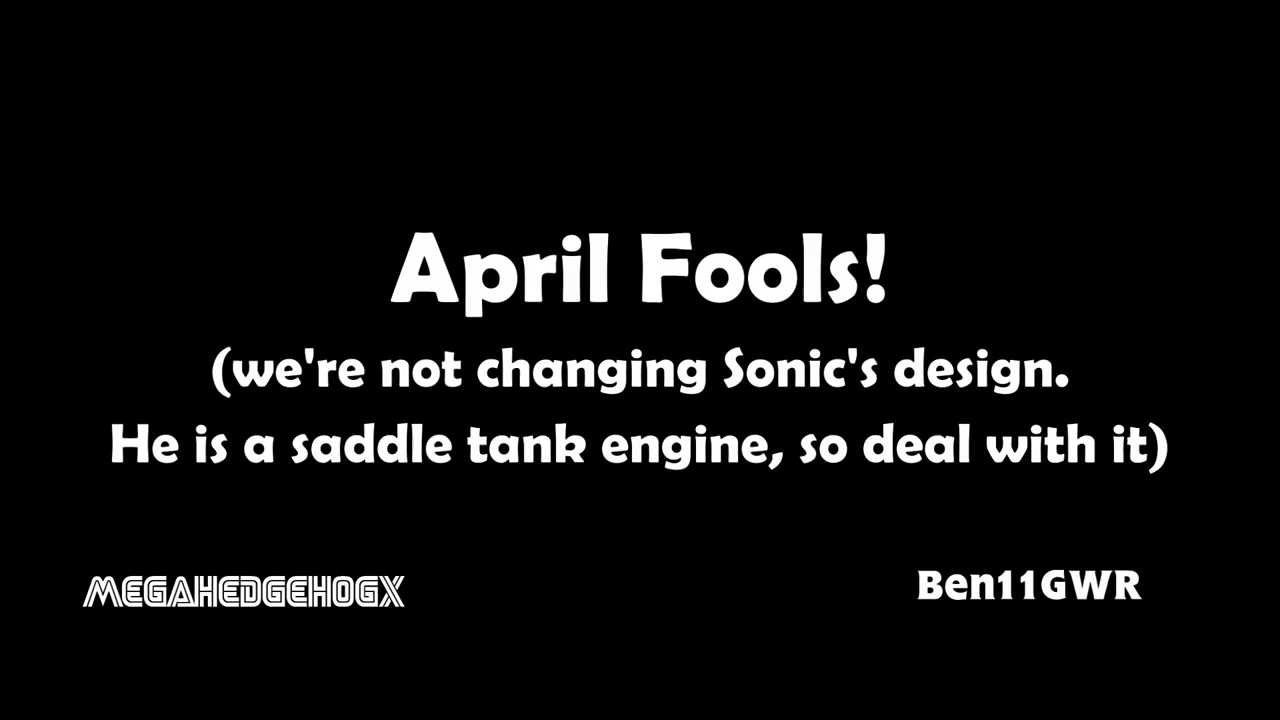 April Fools!
(we're not changing Sonic's design.
He is a saddle tank engine, so deal with it)
MEGAHEDGEHOGX
Ben11GWR